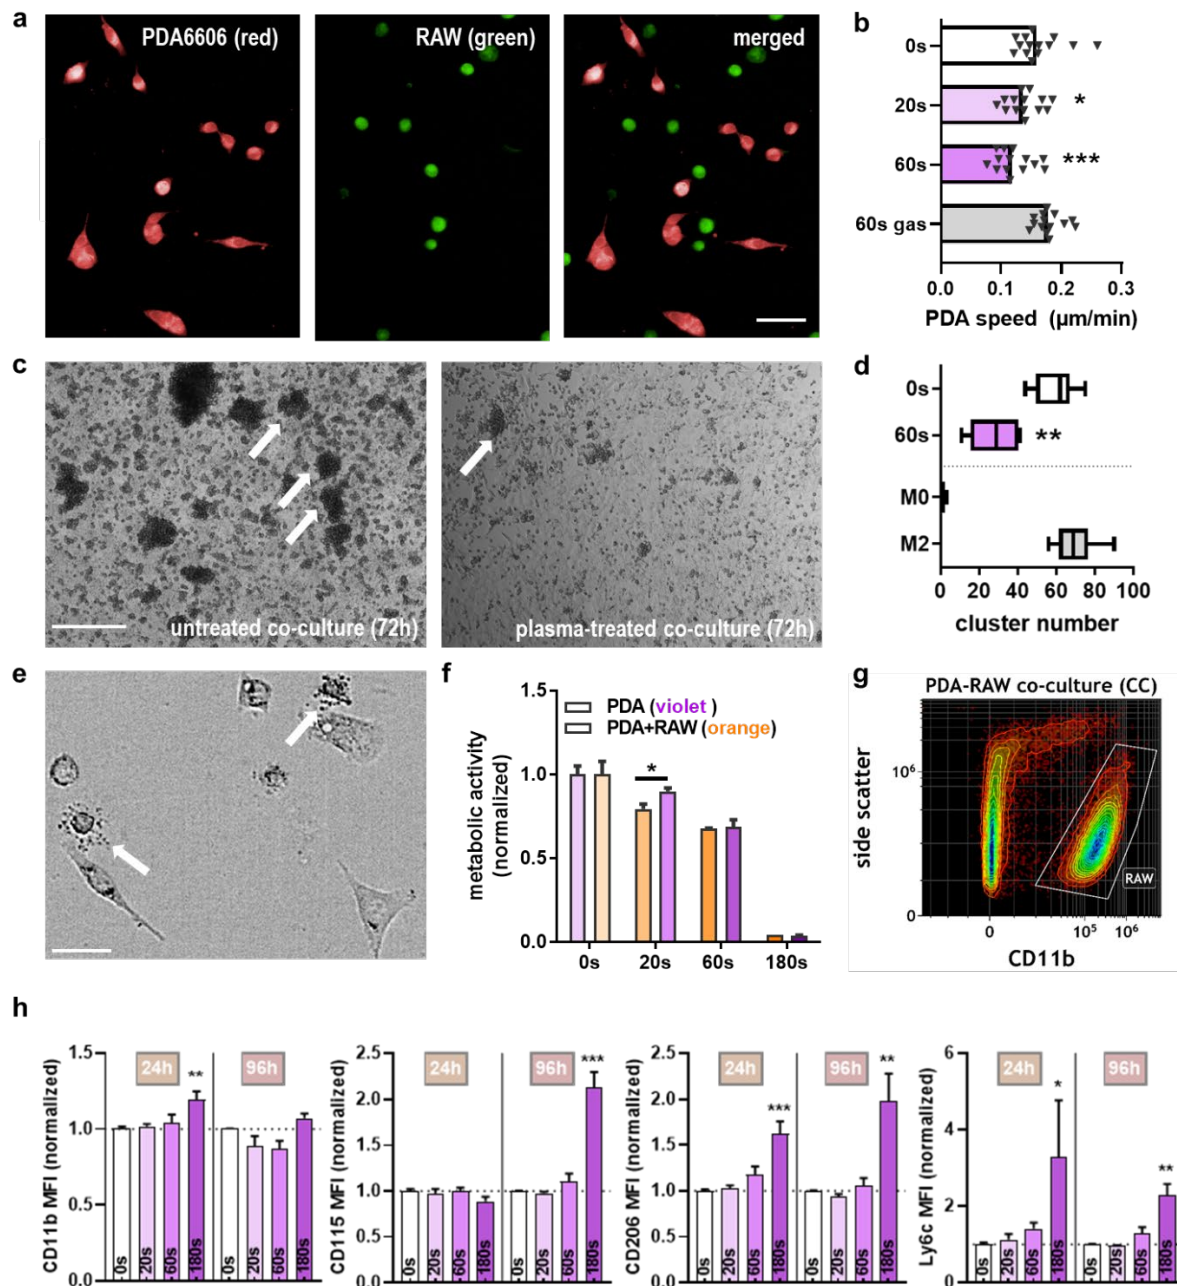 a
PDA6606 (red)
RAW (green)
merged
b
0s
20s
*
60s
***
60s gas
0.0 0.1 0.2 0.3
PDA speed (µm/min)
c
untreated co-culture (72h)
plasma-treated co-culture (72h)
d
0s
60s
**
M0
M2
0 20 40 60 80 100
cluster number
e
f
metabolic activity
(normalized)
1.5
1.0
0.5
0.0
PDA (violet )
PDA+RAW (orange)
*
0s 20s 60s 180s
g
PDA-RAW co-culture (CC)
side scatter
10⁶
0
RAW
0 10⁵ 10⁶
CD11b
h
CD11b MFI (normalized)
1.5
1.0
0.5
0.0
24h
96h
**
0s 20s 60s 180s 0s 20s 60s 180s
CD115 MFI (normalized)
2.5
2.0
1.5
1.0
0.5
0.0
24h
96h
***
0s 20s 60s 180s 0s 20s 60s 180s
CD206 MFI (normalized)
2.5
2.0
1.5
1.0
0.5
0.0
24h
96h
***
**
0s 20s 60s 180s 0s 20s 60s 180s
Ly6c MFI (normalized)
6
4
2
0
24h
96h
*
**
0s 20s 60s 180s 0s 20s 60s 180s